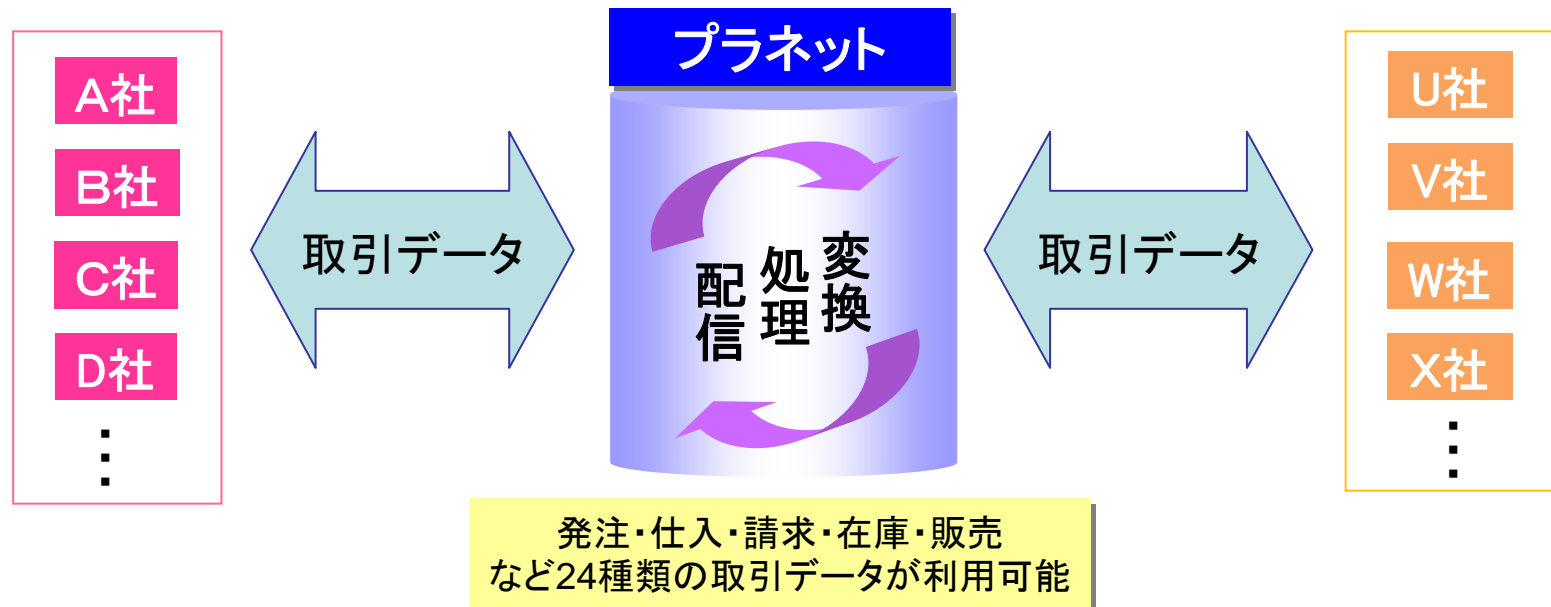 プラネット
A社
B社
C社
D社
⋮
取引データ
変換
処理
配信
取引データ
U社
V社
W社
X社
⋮
発注・仕入・請求・在庫・販売
など24種類の取引データが利用可能